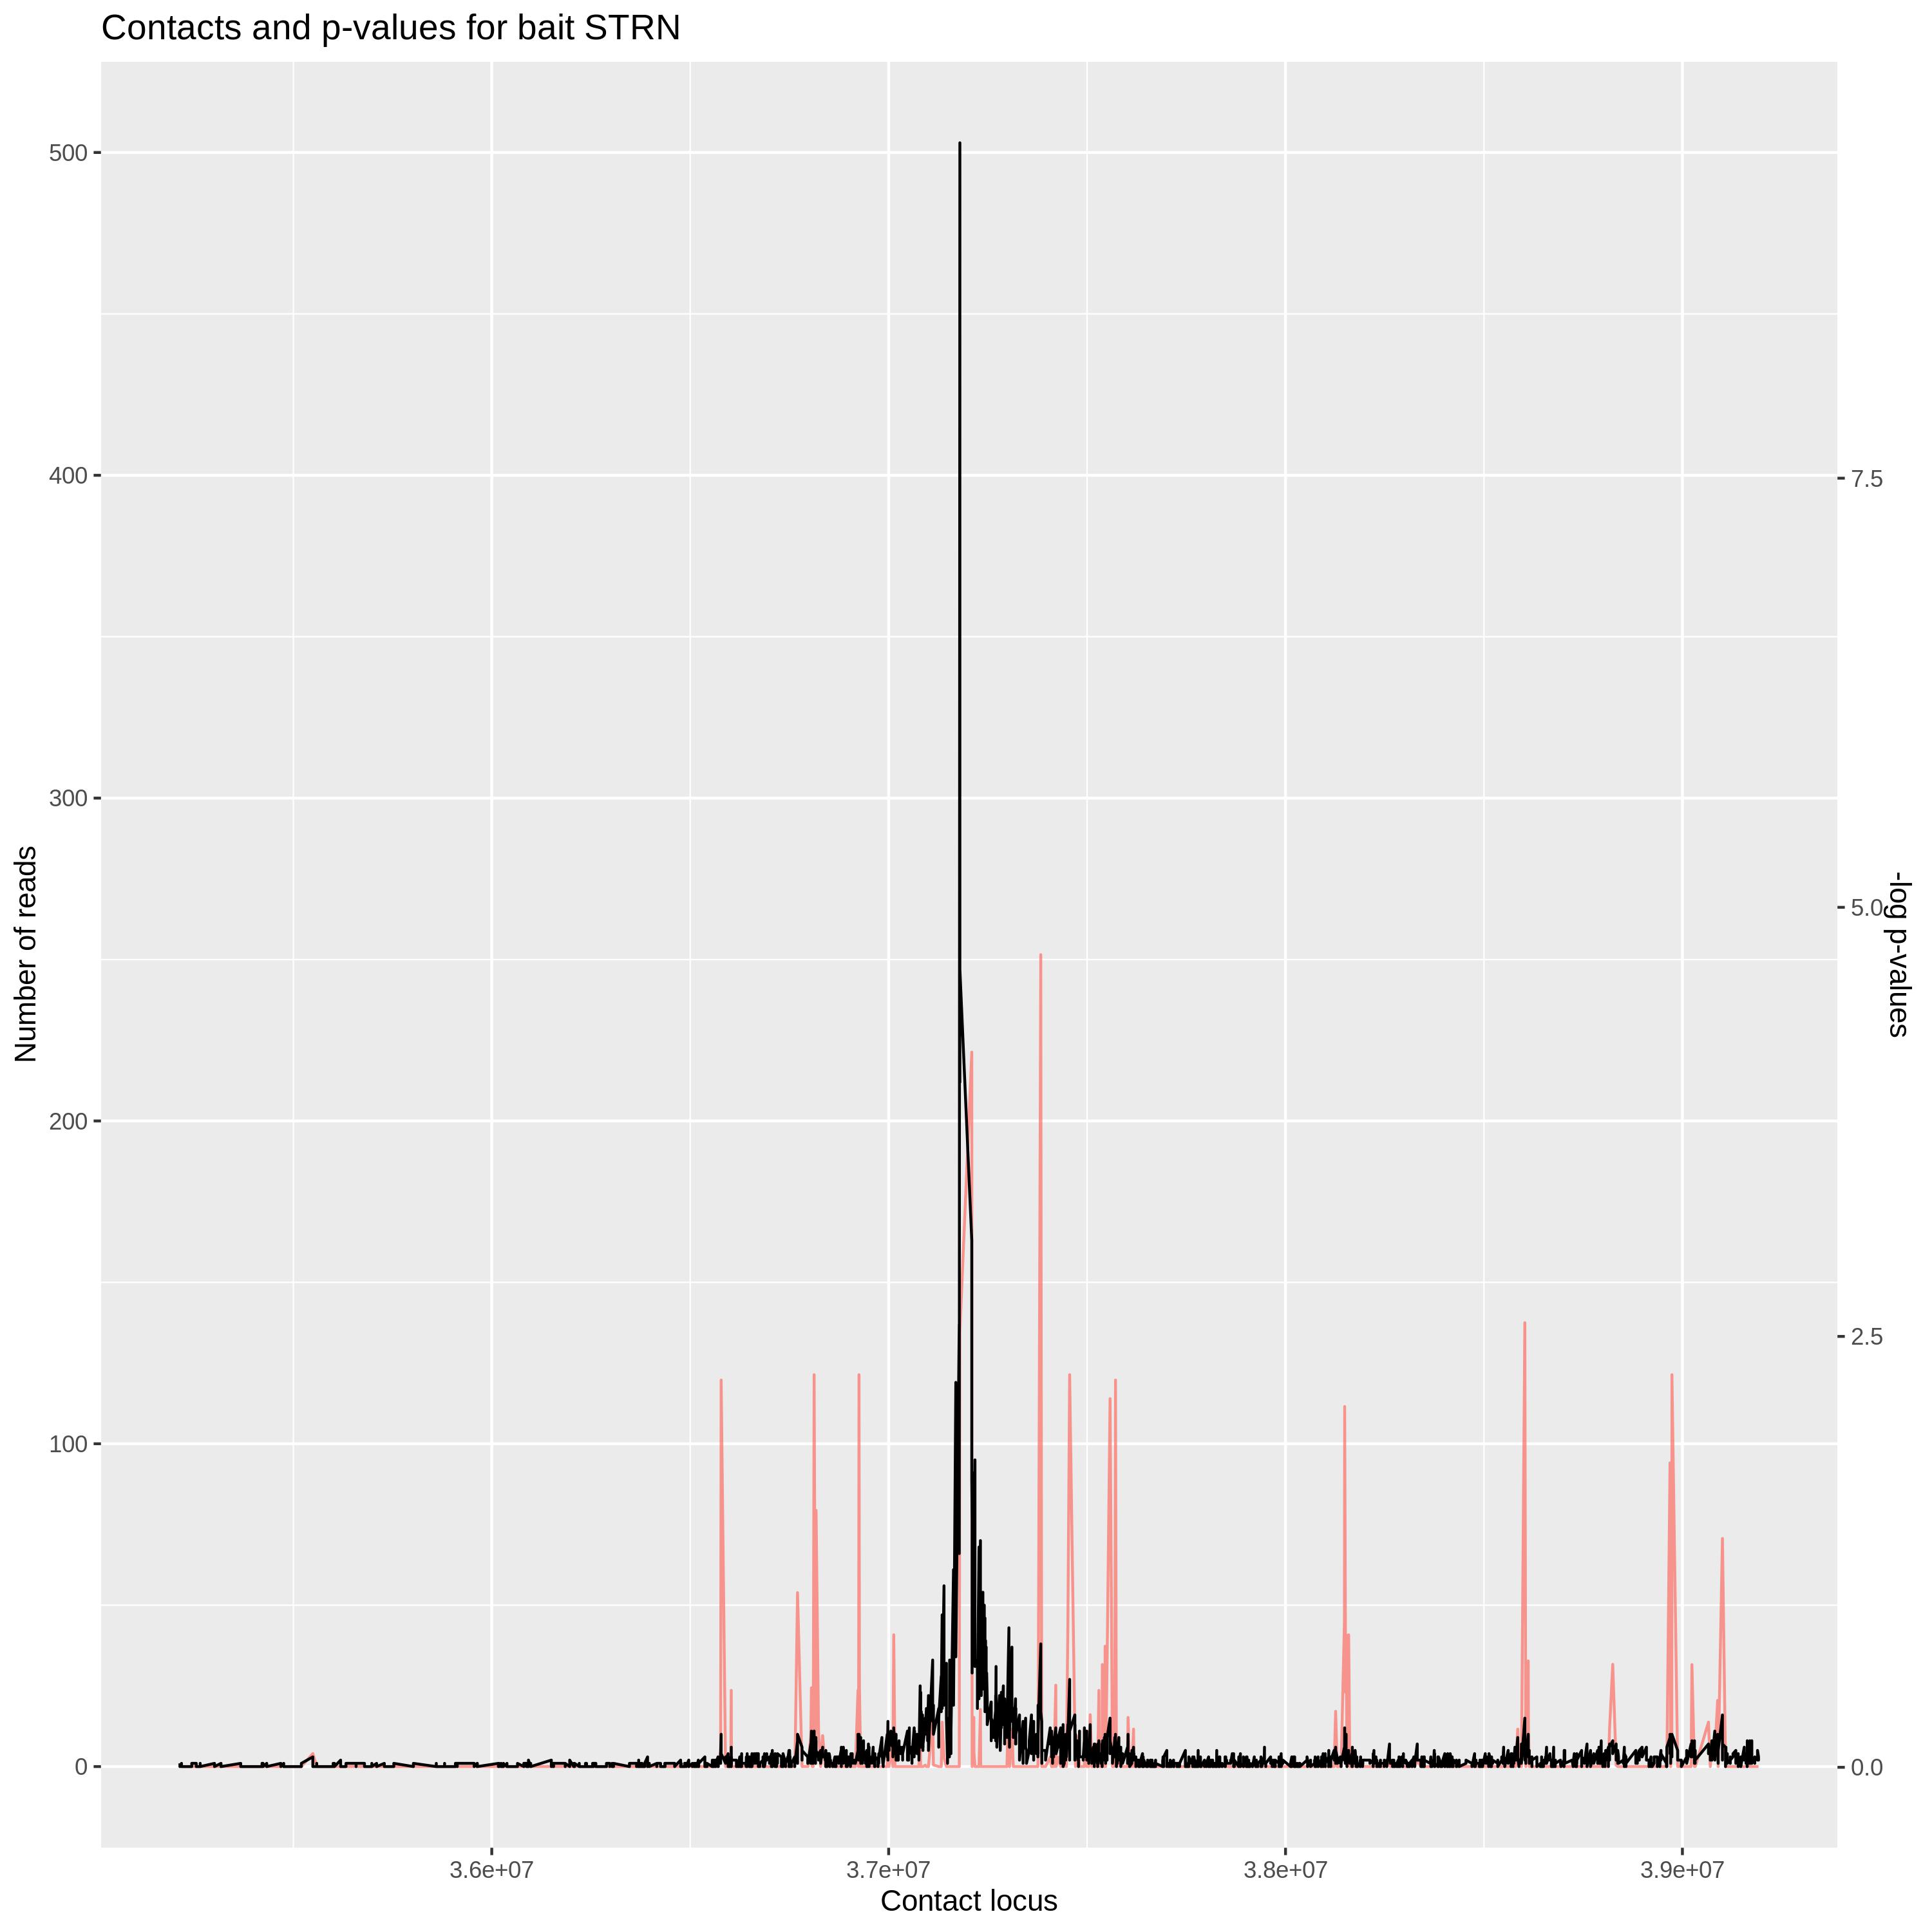 Contacts and p-values for bait STRN
500
400
300
200
100
0
Number of reads
7.5
5.0
2.5
0.0
-log p-values
3.6e+07
3.7e+07
3.8e+07
3.9e+07
Contact locus